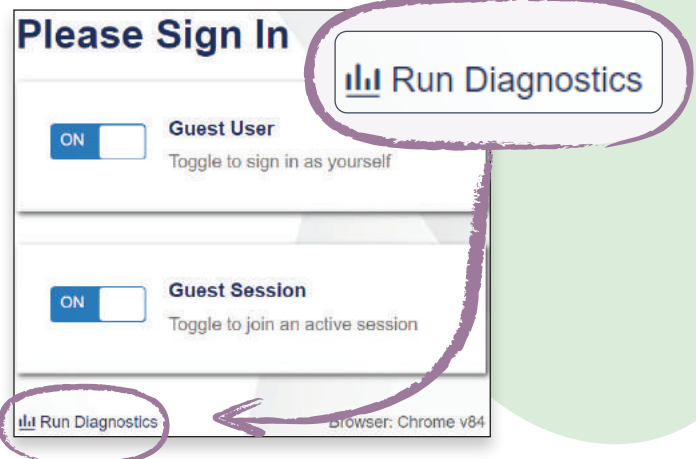 Please Sign In
Run Diagnostics
ON
Guest User
Toggle to sign in as yourself
ON
Guest Session
Toggle to join an active session
Run Diagnostics
Browser: Chrome v84